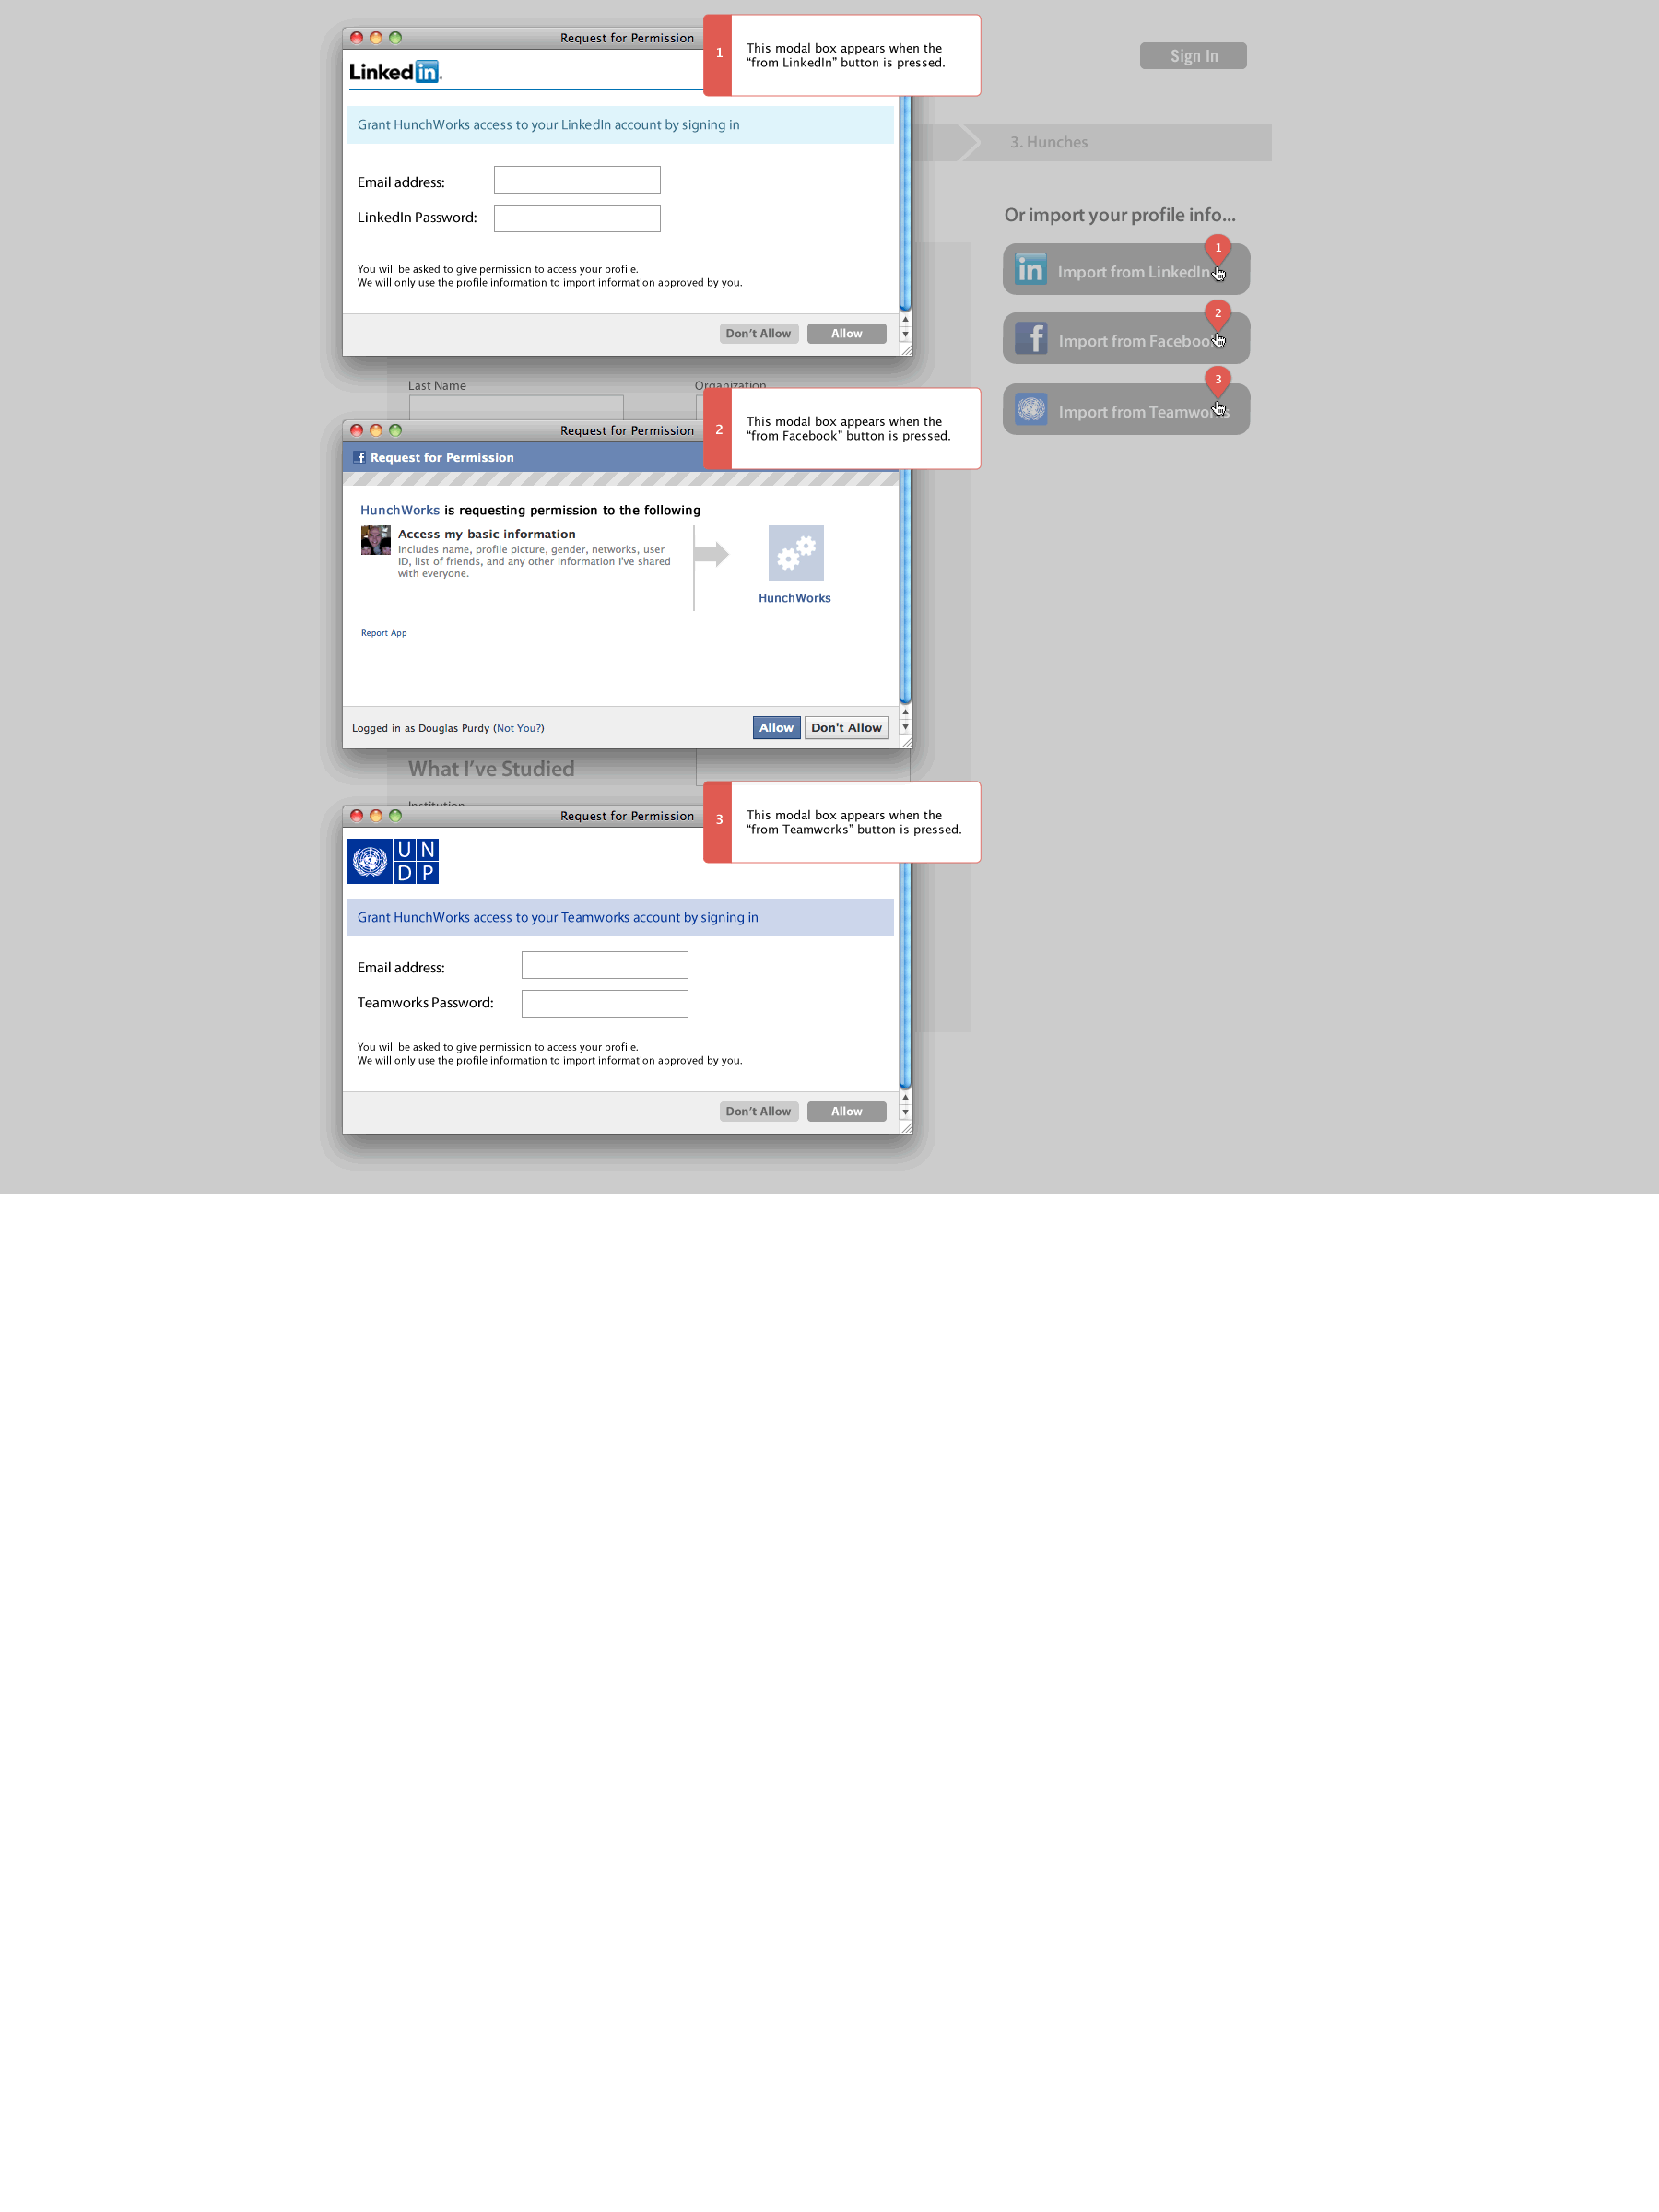 Request for Permission
1
This modal box appears when the
“from LinkedIn” button is pressed.
Sign In
LinkedIn
Grant HunchWorks access to your LinkedIn account by signing in
3. Hunches
Email address:
LinkedIn Password:
You will be asked to give permission to access your profile.
We will only use the profile information to import information approved by you.
Don’t Allow
Allow
Or import your profile info...
1
in
Import from LinkedIn
2
f
Import from Facebook
3
Import from Teamworks
Last Name
Organization
Request for Permission
2
This modal box appears when the
“from Facebook” button is pressed.
f Request for Permission
HunchWorks is requesting permission to the following
Access my basic information
Includes name, profile picture, gender, networks, user
ID, list of friends, and any other information I've shared
with everyone.
HunchWorks
Report App
Logged in as Douglas Purdy (Not You?)
Allow
Don't Allow
What I’ve Studied
Institution
Request for Permission
3
This modal box appears when the
“from Teamworks” button is pressed.
UN
DP
Grant HunchWorks access to your Teamworks account by signing in
Email address:
Teamworks Password:
You will be asked to give permission to access your profile.
We will only use the profile information to import information approved by you.
Don’t Allow
Allow